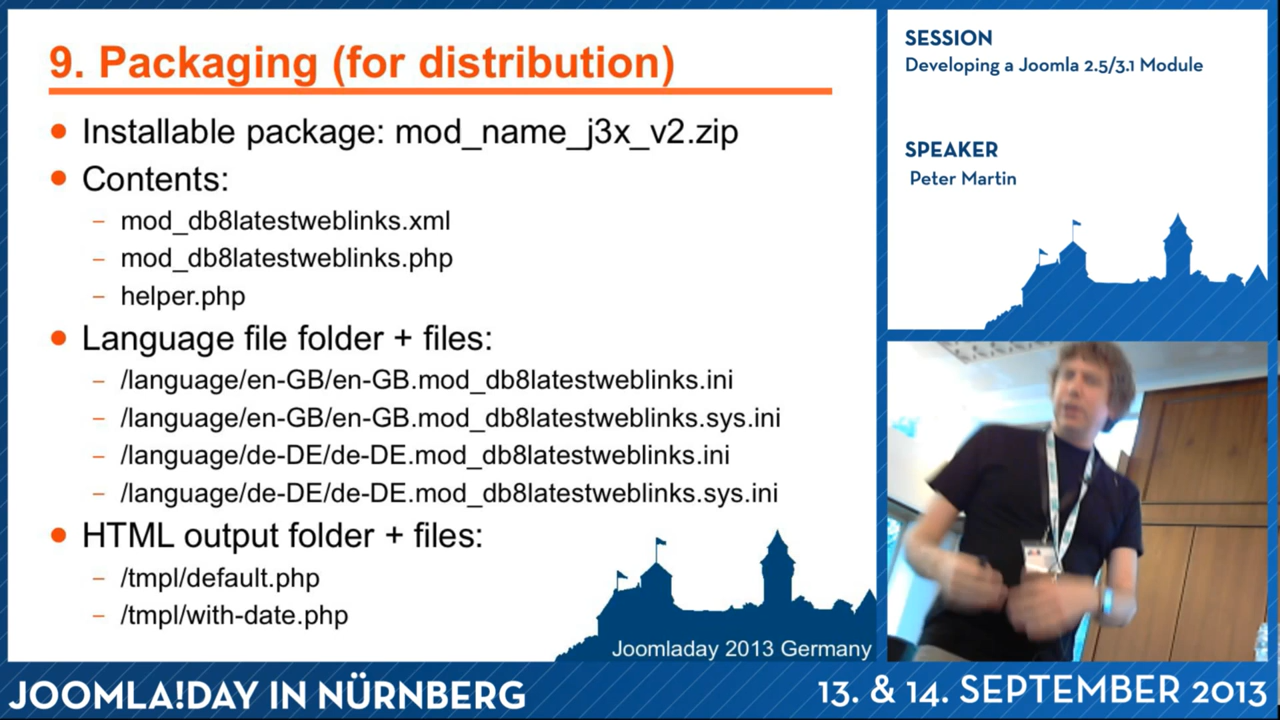 9. Packaging (for distribution)
● Installable package: mod_name_j3x_v2.zip
● Contents:
– mod_db8latestweblinks.xml
– mod_db8latestweblinks.php
– helper.php
● Language file folder + files:
– /language/en-GB/en-GB.mod_db8latestweblinks.ini
– /language/en-GB/en-GB.mod_db8latestweblinks.sys.ini
– /language/de-DE/de-DE.mod_db8latestweblinks.ini
– /language/de-DE/de-DE.mod_db8latestweblinks.sys.ini
● HTML output folder + files:
– /tmpl/default.php
– /tmpl/with-date.php
Joomladay 2013 Germany
SESSION
Developing a Joomla 2.5/3.1 Module
SPEAKER
Peter Martin
JOOMLA!DAY IN NÜRNBERG
13. & 14. SEPTEMBER 2013